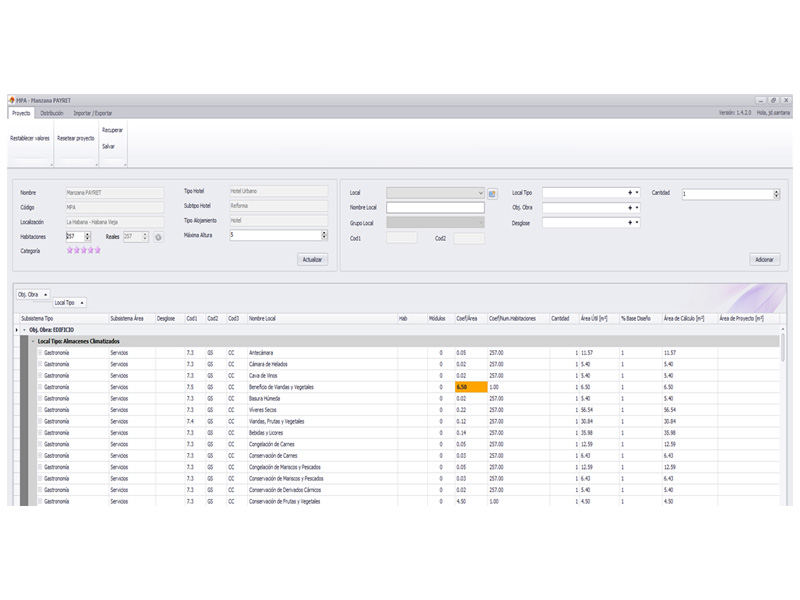 MPA - Manzana PAYRET
Proyecto Distribución Importar / Exportar Versión: 1.4.2.0 Hola, jd.santana
Restablecer valores Resetear proyecto Recuperar
Salvar
Nombre Manzana PAYRET Tipo Hotel Hotel Urbano
Código MPA Subtipo Hotel Reforma
Localización La Habana - Habana Vieja Tipo Alojamiento Hotel
Habitaciones 257 Reales 257 Máxima Altura 5
Categoría
Actualizar
Local Local Tipo Cantidad 1
Nombre Local Obj. Obra
Grupo Local Desglose
Cod1 Cod2
Adicionar
Obj. Obra
Local Tipo
Subsistema Tipo Subsistema Área Desglose Cod1 Cod2 Cod3 Nombre Local Hab Módulos Coef/Área Coef/Num.Habitaciones Cantidad Área Útil [m²] % Base Diseño Área de Cálculo [m²] Área de Proyecto [m²]
Obj. Obra: EDIFICIO
Local Tipo: Almacenes Climatizados
Gastronomía Servicios 7.3 GS CC Antecámara 0 0.05 257.00 1 11.57 1 11.57
Gastronomía Servicios 7.3 GS CC Cámara de Helados 0 0.02 257.00 1 5.40 1 5.40
Gastronomía Servicios 7.3 GS CC Cava de Vinos 0 0.02 257.00 1 5.40 1 5.40
Gastronomía Servicios 7.5 GS CC Beneficio de Viandas y Vegetales 0 6.50 1.00 1 6.50 1 6.50
Gastronomía Servicios 7.3 GS CC Basura Húmeda 0 0.02 257.00 1 5.40 1 5.40
Gastronomía Servicios 7.3 GS CC Víveres Secos 0 0.22 257.00 1 56.54 1 56.54
Gastronomía Servicios 7.4 GS CC Viandas, Frutas y Vegetales 0 0.12 257.00 1 30.84 1 30.84
Gastronomía Servicios 7.3 GS CC Bebidas y Licores 0 0.14 257.00 1 35.98 1 35.98
Gastronomía Servicios 7.3 GS CC Congelación de Carnes 0 0.05 257.00 1 12.59 1 12.59
Gastronomía Servicios 7.3 GS CC Conservación de Carnes 0 0.03 257.00 1 6.43 1 6.43
Gastronomía Servicios 7.3 GS CC Congelación de Mariscos y Pescados 0 0.05 257.00 1 12.59 1 12.59
Gastronomía Servicios 7.3 GS CC Conservación de Mariscos y Pescados 0 0.03 257.00 1 6.43 1 6.43
Gastronomía Servicios 7.3 GS CC Conservación de Derivados Cárnicos 0 0.02 257.00 1 5.40 1 5.40
Gastronomía Servicios 7.3 GS CC Conservación de Frutas y Vegetales 0 4.50 1.00 1 4.50 1 4.50